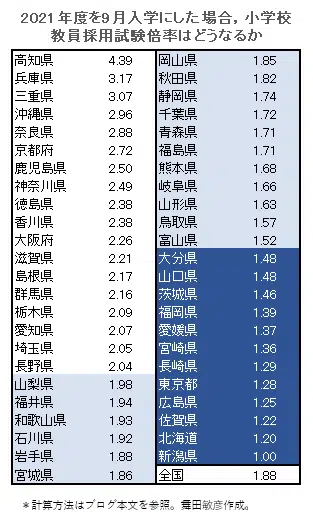 2021年度を9月入学にした場合，小学校
教員採用試験倍率はどうなるか
高知県 4.39
兵庫県 3.17
三重県 3.07
沖縄県 2.96
奈良県 2.88
京都府 2.72
鹿児島県 2.50
神奈川県 2.49
徳島県 2.38
香川県 2.38
大阪府 2.26
滋賀県 2.21
島根県 2.17
群馬県 2.16
栃木県 2.09
愛知県 2.07
埼玉県 2.05
長野県 2.04
山梨県 1.98
福井県 1.94
和歌山県 1.93
石川県 1.92
岩手県 1.88
宮城県 1.86
岡山県 1.85
秋田県 1.82
静岡県 1.74
千葉県 1.72
青森県 1.71
福島県 1.71
熊本県 1.68
岐阜県 1.66
山形県 1.63
鳥取県 1.57
富山県 1.52
大分県 1.48
山口県 1.48
茨城県 1.46
福岡県 1.39
愛媛県 1.37
宮崎県 1.36
長崎県 1.29
東京都 1.28
広島県 1.25
佐賀県 1.22
北海道 1.20
新潟県 1.00
全国 1.88
＊計算方法はブログ本文を参照。舞田敏彦作成。